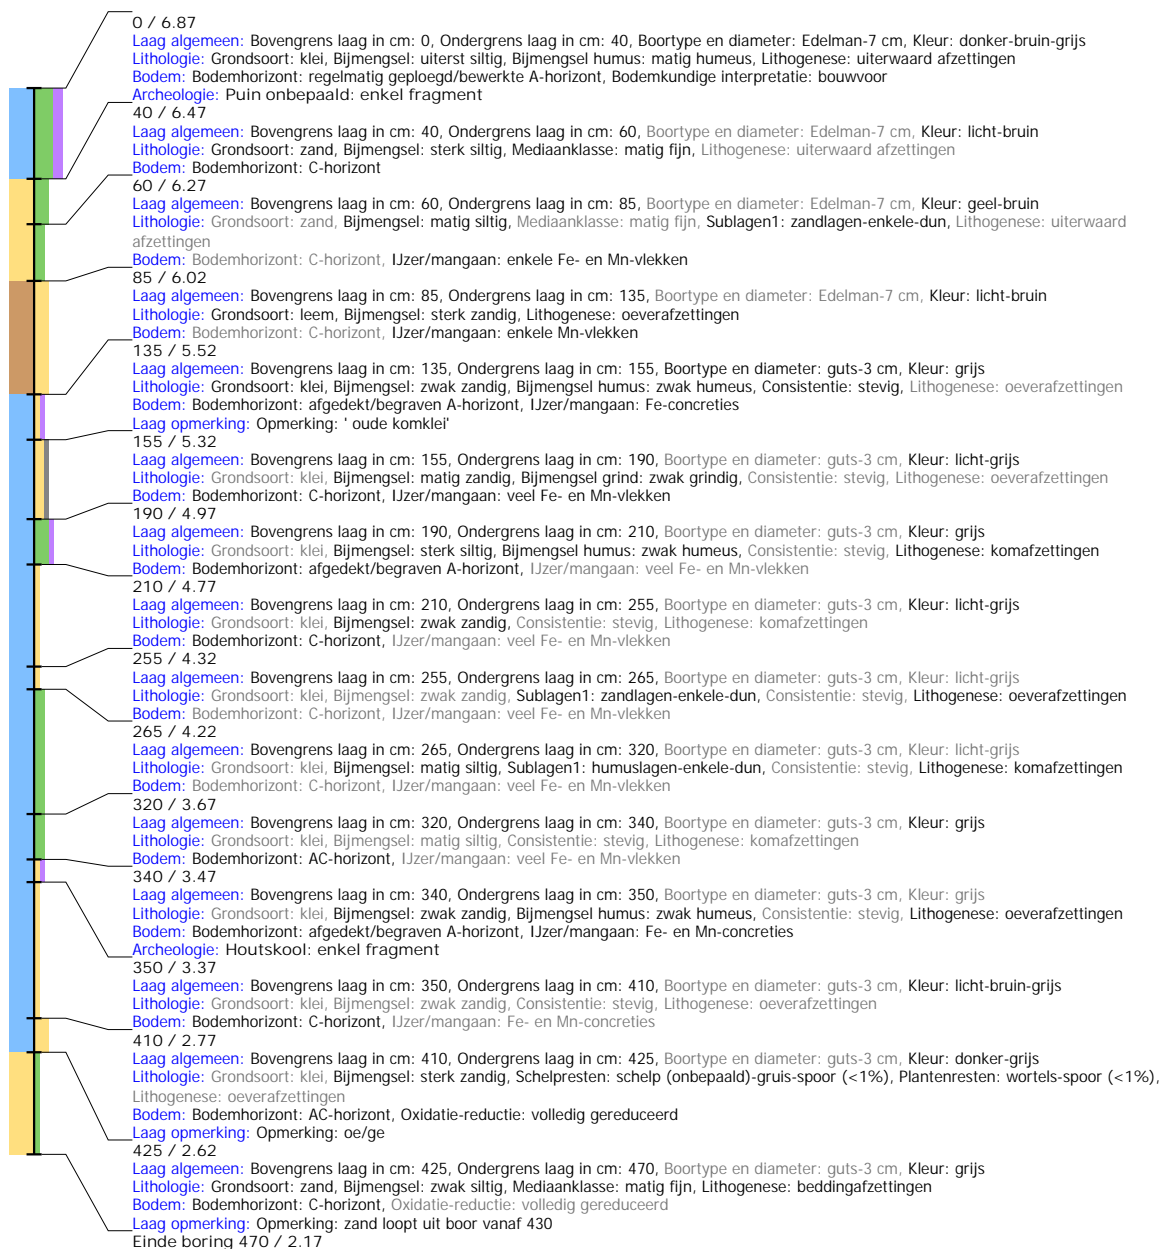 0 / 6.87
Laag algemeen: Bovengrens laag in cm: 0, Ondergrens laag in cm: 40, Boortype en diameter: Edelman-7 cm, Kleur: donker-bruin-grijs
Lithologie: Grondsoort: klei, Bijmengsel: uiterst siltig, Bijmengsel humus: matig humeus, Lithogenese: uiterwaard afzettingen
Bodem: Bodemhorizont: regelmatig geploegd/bewerkte A-horizont, Bodemkundige interpretatie: bouwvoor
Archeologie: Puin onbepaald: enkel fragment
40 / 6.47
Laag algemeen: Bovengrens laag in cm: 40, Ondergrens laag in cm: 60, Boortype en diameter: Edelman-7 cm, Kleur: licht-bruin
Lithologie: Grondsoort: zand, Bijmengsel: sterk siltig, Mediaanklasse: matig fijn, Lithogenese: uiterwaard afzettingen
Bodem: Bodemhorizont: C-horizont
60 / 6.27
Laag algemeen: Bovengrens laag in cm: 60, Ondergrens laag in cm: 85, Boortype en diameter: Edelman-7 cm, Kleur: geel-bruin
Lithologie: Grondsoort: zand, Bijmengsel: matig siltig, Mediaanklasse: matig fijn, Sublagen1: zandlagen-enkele-dun, Lithogenese: uiterwaard
afzettingen
Bodem: Bodemhorizont: C-horizont, IJzer/mangaan: enkele Fe- en Mn-vlekken
85 / 6.02
Laag algemeen: Bovengrens laag in cm: 85, Ondergrens laag in cm: 135, Boortype en diameter: Edelman-7 cm, Kleur: licht-bruin
Lithologie: Grondsoort: leem, Bijmengsel: sterk zandig, Lithogenese: oeverafzettingen
Bodem: Bodemhorizont: C-horizont, IJzer/mangaan: enkele Mn-vlekken
135 / 5.52
Laag algemeen: Bovengrens laag in cm: 135, Ondergrens laag in cm: 155, Boortype en diameter: guts-3 cm, Kleur: grijs
Lithologie: Grondsoort: klei, Bijmengsel: zwak zandig, Bijmengsel humus: zwak humeus, Consistentie: stevig, Lithogenese: oeverafzettingen
Bodem: Bodemhorizont: afgedekt/begraven A-horizont, IJzer/mangaan: Fe-concreties
Laag opmerking: Opmerking: ' oude komklei'
155 / 5.32
Laag algemeen: Bovengrens laag in cm: 155, Ondergrens laag in cm: 190, Boortype en diameter: guts-3 cm, Kleur: licht-grijs
Lithologie: Grondsoort: klei, Bijmengsel: matig zandig, Bijmengsel grind: zwak grindig, Consistentie: stevig, Lithogenese: oeverafzettingen
Bodem: Bodemhorizont: C-horizont, IJzer/mangaan: veel Fe- en Mn-vlekken
190 / 4.97
Laag algemeen: Bovengrens laag in cm: 190, Ondergrens laag in cm: 210, Boortype en diameter: guts-3 cm, Kleur: grijs
Lithologie: Grondsoort: klei, Bijmengsel: sterk siltig, Bijmengsel humus: zwak humeus, Consistentie: stevig, Lithogenese: komafzettingen
Bodem: Bodemhorizont: afgedekt/begraven A-horizont, IJzer/mangaan: veel Fe- en Mn-vlekken
210 / 4.77
Laag algemeen: Bovengrens laag in cm: 210, Ondergrens laag in cm: 255, Boortype en diameter: guts-3 cm, Kleur: licht-grijs
Lithologie: Grondsoort: klei, Bijmengsel: zwak zandig, Consistentie: stevig, Lithogenese: komafzettingen
Bodem: Bodemhorizont: C-horizont, IJzer/mangaan: veel Fe- en Mn-vlekken
255 / 4.32
Laag algemeen: Bovengrens laag in cm: 255, Ondergrens laag in cm: 265, Boortype en diameter: guts-3 cm, Kleur: licht-grijs
Lithologie: Grondsoort: klei, Bijmengsel: zwak zandig, Sublagen1: zandlagen-enkele-dun, Consistentie: stevig, Lithogenese: oeverafzettingen
Bodem: Bodemhorizont: C-horizont, IJzer/mangaan: veel Fe- en Mn-vlekken
265 / 4.22
Laag algemeen: Bovengrens laag in cm: 265, Ondergrens laag in cm: 320, Boortype en diameter: guts-3 cm, Kleur: licht-grijs
Lithologie: Grondsoort: klei, Bijmengsel: matig siltig, Sublagen1: humuslagen-enkele-dun, Consistentie: stevig, Lithogenese: komafzettingen
Bodem: Bodemhorizont: C-horizont, IJzer/mangaan: veel Fe- en Mn-vlekken
320 / 3.67
Laag algemeen: Bovengrens laag in cm: 320, Ondergrens laag in cm: 340, Boortype en diameter: guts-3 cm, Kleur: grijs
Lithologie: Grondsoort: klei, Bijmengsel: matig siltig, Consistentie: stevig, Lithogenese: komafzettingen
Bodem: Bodemhorizont: AC-horizont, IJzer/mangaan: veel Fe- en Mn-vlekken
340 / 3.47
Laag algemeen: Bovengrens laag in cm: 340, Ondergrens laag in cm: 350, Boortype en diameter: guts-3 cm, Kleur: grijs
Lithologie: Grondsoort: klei, Bijmengsel: zwak zandig, Bijmengsel humus: zwak humeus, Consistentie: stevig, Lithogenese: oeverafzettingen
Bodem: Bodemhorizont: afgedekt/begraven A-horizont, IJzer/mangaan: Fe- en Mn-concreties
Archeologie: Houtskool: enkel fragment
350 / 3.37
Laag algemeen: Bovengrens laag in cm: 350, Ondergrens laag in cm: 410, Boortype en diameter: guts-3 cm, Kleur: licht-bruin-grijs
Lithologie: Grondsoort: klei, Bijmengsel: zwak zandig, Consistentie: stevig, Lithogenese: oeverafzettingen
Bodem: Bodemhorizont: C-horizont, IJzer/mangaan: Fe- en Mn-concreties
410 / 2.77
Laag algemeen: Bovengrens laag in cm: 410, Ondergrens laag in cm: 425, Boortype en diameter: guts-3 cm, Kleur: donker-grijs
Lithologie: Grondsoort: klei, Bijmengsel: sterk zandig, Schelpresten: schelp (onbepaald)-gruis-spoor (<1%), Plantenresten: wortels-spoor (<1%),
Lithogenese: oeverafzettingen
Bodem: Bodemhorizont: AC-horizont, Oxidatie-reductie: volledig gereduceerd
Laag opmerking: Opmerking: oe/ge
425 / 2.62
Laag algemeen: Bovengrens laag in cm: 425, Ondergrens laag in cm: 470, Boortype en diameter: guts-3 cm, Kleur: grijs
Lithologie: Grondsoort: zand, Bijmengsel: zwak siltig, Mediaanklasse: matig fijn, Lithogenese: beddingafzettingen
Bodem: Bodemhorizont: C-horizont, Oxidatie-reductie: volledig gereduceerd
Laag opmerking: Opmerking: zand loopt uit boor vanaf 430
Einde boring 470 / 2.17